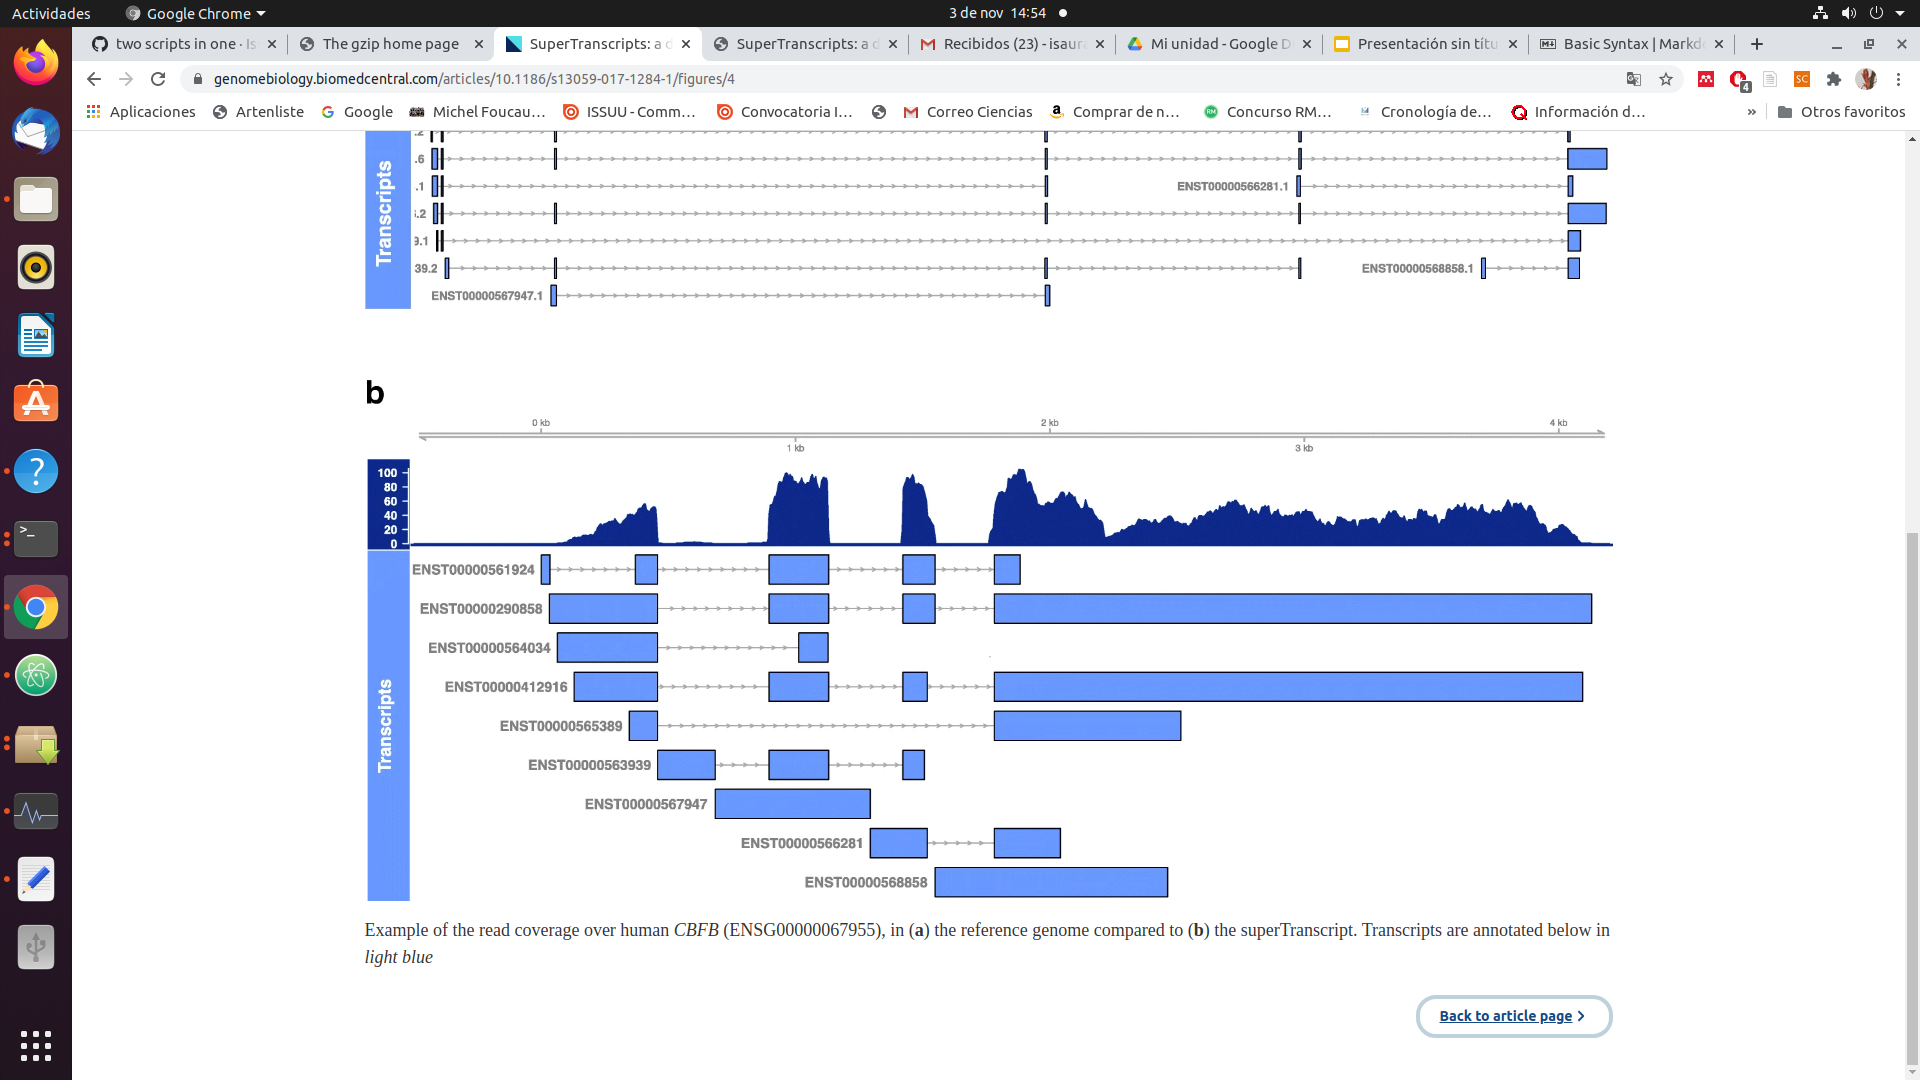 Actividades
Google Chrome
3 de nov 14:54
two scripts in one · Is
The gzip home page
SuperTranscripts: a d
SuperTranscripts: a d
Recibidos (23) - isaura
Mi unidad - Google D
Presentación sin títu
Basic Syntax | Markdo
genomebiology.biomedcentral.com/articles/10.1186/s13059-017-1284-1/figures/4
4
SC
Aplicaciones
Artenliste
Google
Michel Foucau…
ISSUU - Comm…
Convocatoria I…
Correo Ciencias
Comprar de n…
RM
Concurso RM…
Cronología de…
Información d…
»
Otros favoritos
Transcripts
.2
.6
.1
ENST00000566281.1
.2
9.1
39.2
ENST00000568858.1
ENST00000567947.1
b
0 kb
2 kb
4 kb
1 kb
3 kb
100
80
60
40
20
0
Transcripts
ENST00000561924
ENST00000290858
ENST00000564034
ENST00000412916
ENST00000565389
ENST00000563939
ENST00000567947
ENST00000566281
ENST00000568858
Example of the read coverage over human CBFB (ENSG00000067955), in (a) the reference genome compared to (b) the superTranscript. Transcripts are annotated below in
light blue
Back to article page